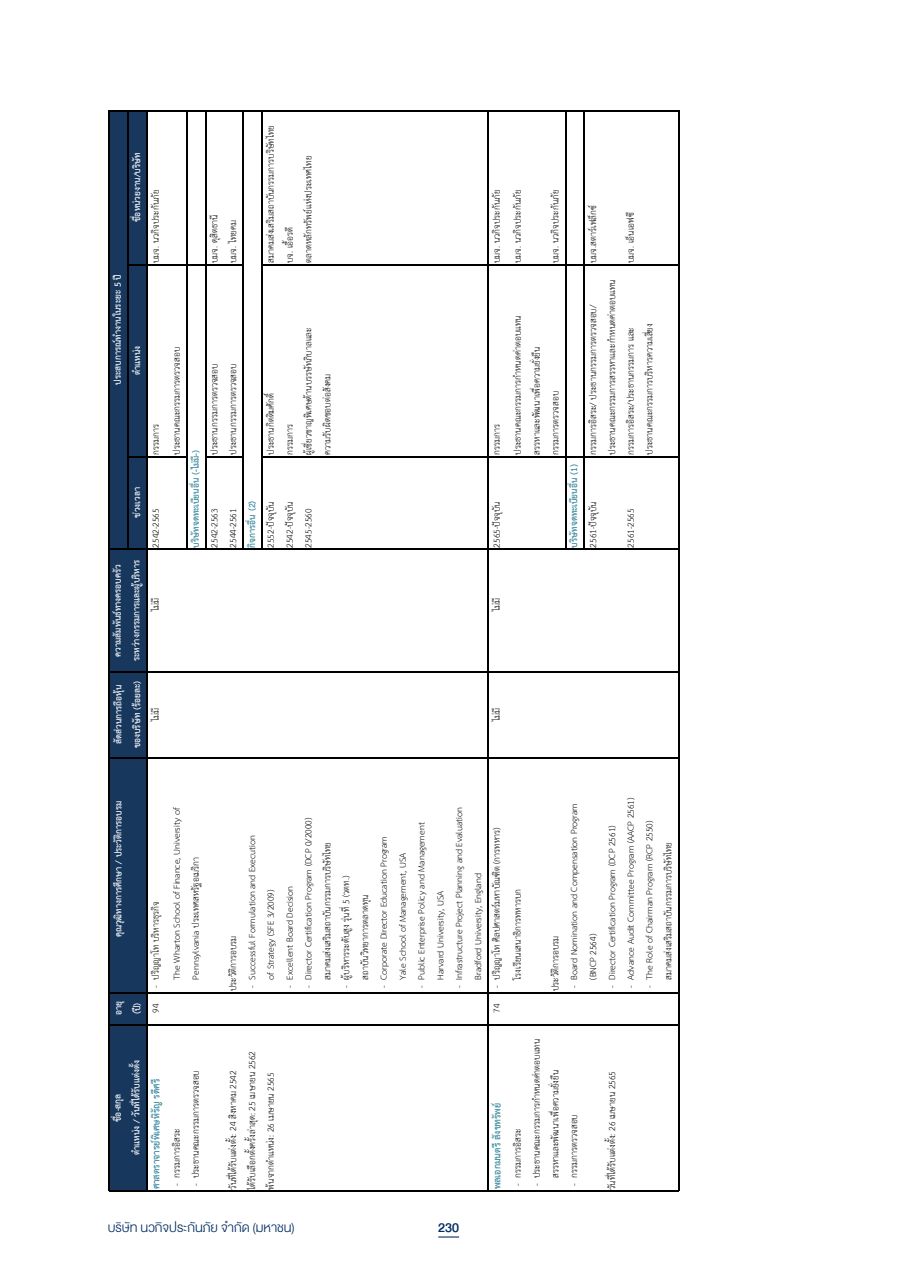 ชื่อ-สกุล
ตำแหน่ง / วันที่ได้รับแต่งตั้ง
อายุ
(ปี)
คุณวุฒิทางการศึกษา / ประวัติการอบรม
สัดส่วนการถือหุ้น
ของบริษัท (ร้อยละ)
ความสัมพันธ์ทางครอบครัว
ระหว่างกรรมการและผู้บริหาร
ประสบการณ์ทำงานในระยะ 5 ปี
ช่วงเวลา
ตำแหน่ง
ชื่อหน่วยงาน/บริษัท
ศาสตราจารย์พิเศษหิรัญ รดีศรี
- กรรมการอิสระ
- ประธานคณะกรรมการตรวจสอบ
วันที่ได้รับแต่งตั้ง: 24 สิงหาคม 2542
ได้รับเลือกตั้งครั้งล่าสุด: 25 เมษายน 2562
พ้นจากตำแหน่ง: 26 เมษายน 2565
94
- ปริญญาโท บริหารธุรกิจ
The Wharton School of Finance, University of
Pennsylvania ประเทศสหรัฐอเมริกา
ประวัติการอบรม
- Successful Formulation and Execution
of Strategy (SFE 3/2009)
- Excellent Board Decision
- Director Certification Program (DCP 0/2000)
สมาคมส่งเสริมสถาบันกรรมการบริษัทไทย
- ผู้บริหารระดับสูง รุ่นที่ 5 (วตท.)
สถาบันวิทยาการตลาดทุน
- Corporate Director Education Program
Yale School of Management, USA
- Public Enterprise Policy and Management
Harvard University, USA
- Infrastructure Project Planning and Evaluation
Bradford University, England
ไม่มี
ไม่มี
2542-2565
กรรมการ
บมจ. นวกิจประกันภัย
ประธานคณะกรรมการตรวจสอบ
บริษัทจดทะเบียนอื่น (-ไม่มี-)
2542-2563
ประธานกรรมการตรวจสอบ
บมจ. ดุสิตธานี
2544-2561
ประธานกรรมการตรวจสอบ
บมจ. ไทยคม
กิจการอื่น (2)
2552-ปัจจุบัน
ประธานกิตติมศักดิ์
สมาคมส่งเสริมสถาบันกรรมการบริษัทไทย
2542-ปัจจุบัน
กรรมการ
บจ. เอื้อรดี
2545-2560
ผู้เชี่ยวชาญพิเศษด้านบรรษัทภิบาลและ
ตลาดหลักทรัพย์แห่งประเทศไทย
ความรับผิดชอบต่อสังคม
พลเอกมนตรี สังขทรัพย์
- กรรมการอิสระ
- ประธานคณะกรรมการกำหนดค่าตอบแทน
สรรหาและพัฒนาเพื่อความยั่งยืน
- กรรมการตรวจสอบ
วันที่ได้รับแต่งตั้ง: 26 เมษายน 2565
74
- ปริญญาโท ศิลปศาสตร์มหาบัณฑิต (การทหาร)
โรงเรียนเสนาธิการทหารบก
ประวัติการอบรม
- Board Nomination and Compensation Program
(BNCP 2564)
- Director Certification Program (DCP 2561)
- Advance Audit Committee Program (AACP 2561)
- The Role of Chairman Program (RCP 2550)
สมาคมส่งเสริมสถาบันกรรมการบริษัทไทย
ไม่มี
ไม่มี
2565-ปัจจุบัน
กรรมการ
บมจ. นวกิจประกันภัย
ประธานคณะกรรมการกำหนดค่าตอบแทน
บมจ. นวกิจประกันภัย
สรรหาและพัฒนาเพื่อความยั่งยืน
กรรมการตรวจสอบ
บมจ. นวกิจประกันภัย
บริษัทจดทะเบียนอื่น (1)
2561-ปัจจุบัน
กรรมการอิสระ/ ประธานกรรมการตรวจสอบ/
บมจ.สตาร์เฟล็กซ์
ประธานคณะกรรมการสรรหาและกำหนดค่าตอบแทน
2561-2565
กรรมการอิสระ/ประธานกรรมการ และ
บมจ. เอ็นเอฟซี
ประธานคณะกรรมการบริหารความเสี่ยง
บริษัท นวกิจประกันภัย จำกัด (มหาชน)
230